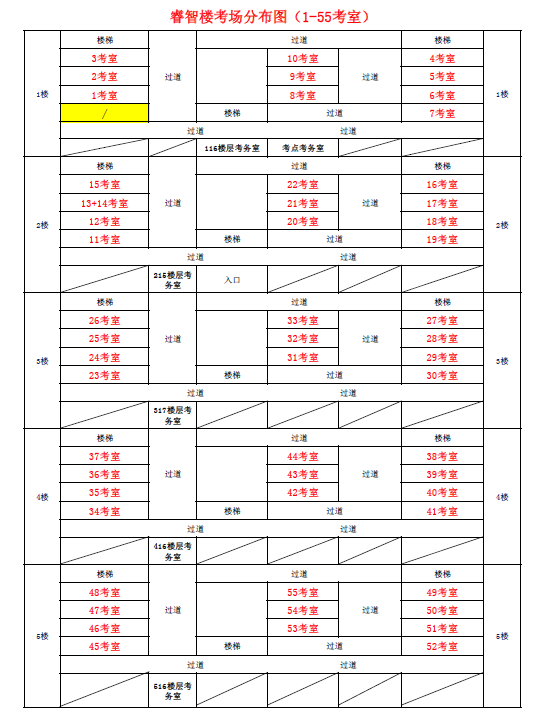 睿智楼考场分布图（1-55考室）
楼梯 过道 楼梯
3考室 10考室 4考室
1楼 2考室 过道 9考室 过道 5考室 1楼
1考室 8考室 6考室
/ 楼梯 过道 7考室
过道 过道
116楼层考务室 考点考务室
楼梯 过道 楼梯
15考室 22考室 16考室
2楼 13+14考室 过道 21考室 过道 17考室 2楼
12考室 20考室 18考室
11考室 楼梯 过道 19考室
过道 过道
215楼层考务室 入口
楼梯 过道 楼梯
26考室 33考室 27考室
3楼 25考室 过道 32考室 过道 28考室 3楼
24考室 31考室 29考室
23考室 楼梯 过道 30考室
过道 过道
317楼层考务室
楼梯 过道 楼梯
37考室 44考室 38考室
4楼 36考室 过道 43考室 过道 39考室 4楼
35考室 42考室 40考室
34考室 楼梯 过道 41考室
过道 过道
416楼层考务室
楼梯 过道 楼梯
48考室 55考室 49考室
5楼 47考室 过道 54考室 过道 50考室 5楼
46考室 53考室 51考室
45考室 楼梯 过道 52考室
过道 过道
516楼层考务室